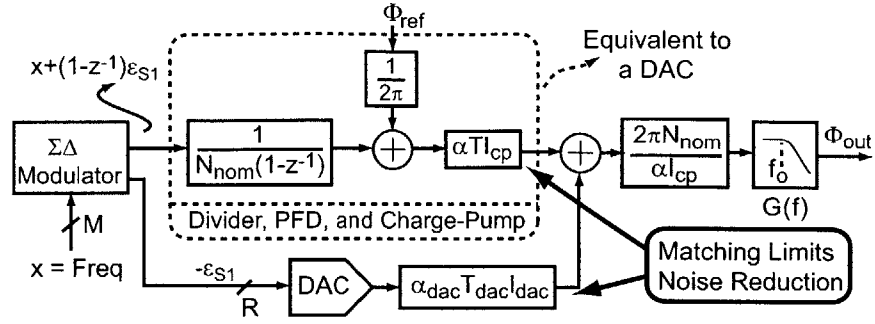 Φref
Equivalent to
a DAC
x+(1-z⁻¹)εS1
1
2π
ΣΔ
Modulator
1
Nnom(1-z⁻¹)
+
αTIcp
+
2πNnom
αIcp
fo
Φout
G(f)
Divider, PFD, and Charge-Pump
M
x = Freq
-εS1
R
DAC
αdacTdacIdac
Matching Limits
Noise Reduction